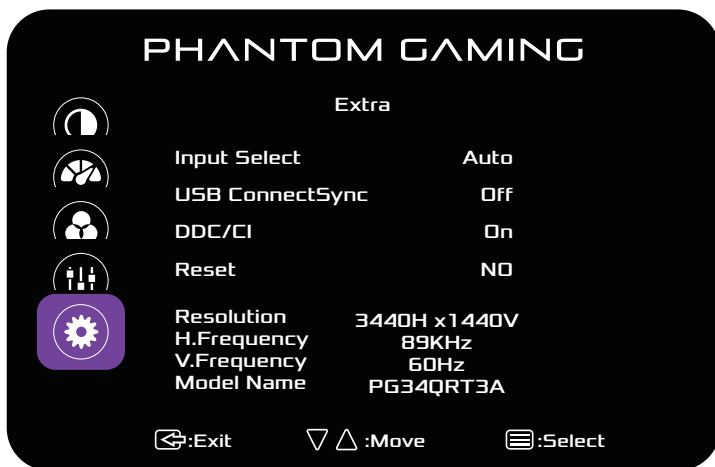 PHANTOM GAMING
Extra
Input Select Auto
USB ConnectSync Off
DDC/CI On
Reset NO
Resolution 3440H x1440V
H.Frequency 89KHz
V.Frequency 60Hz
Model Name PG34QRT3A
:Exit ▽ △ :Move :Select